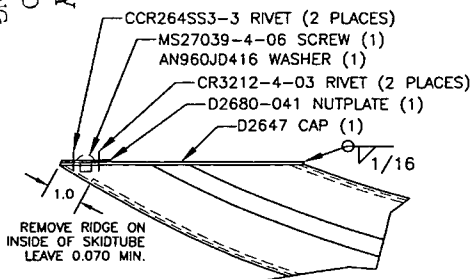 CCR264SS3-3 RIVET (2 PLACES)
MS27039-4-06 SCREW (1)
AN960JD416 WASHER (1)
CR3212-4-03 RIVET (2 PLACES)
D2680-041 NUTPLATE (1)
D2647 CAP (1)
1/16
1.0
REMOVE RIDGE ON
INSIDE OF SKIDTUBE
LEAVE 0.070 MIN.